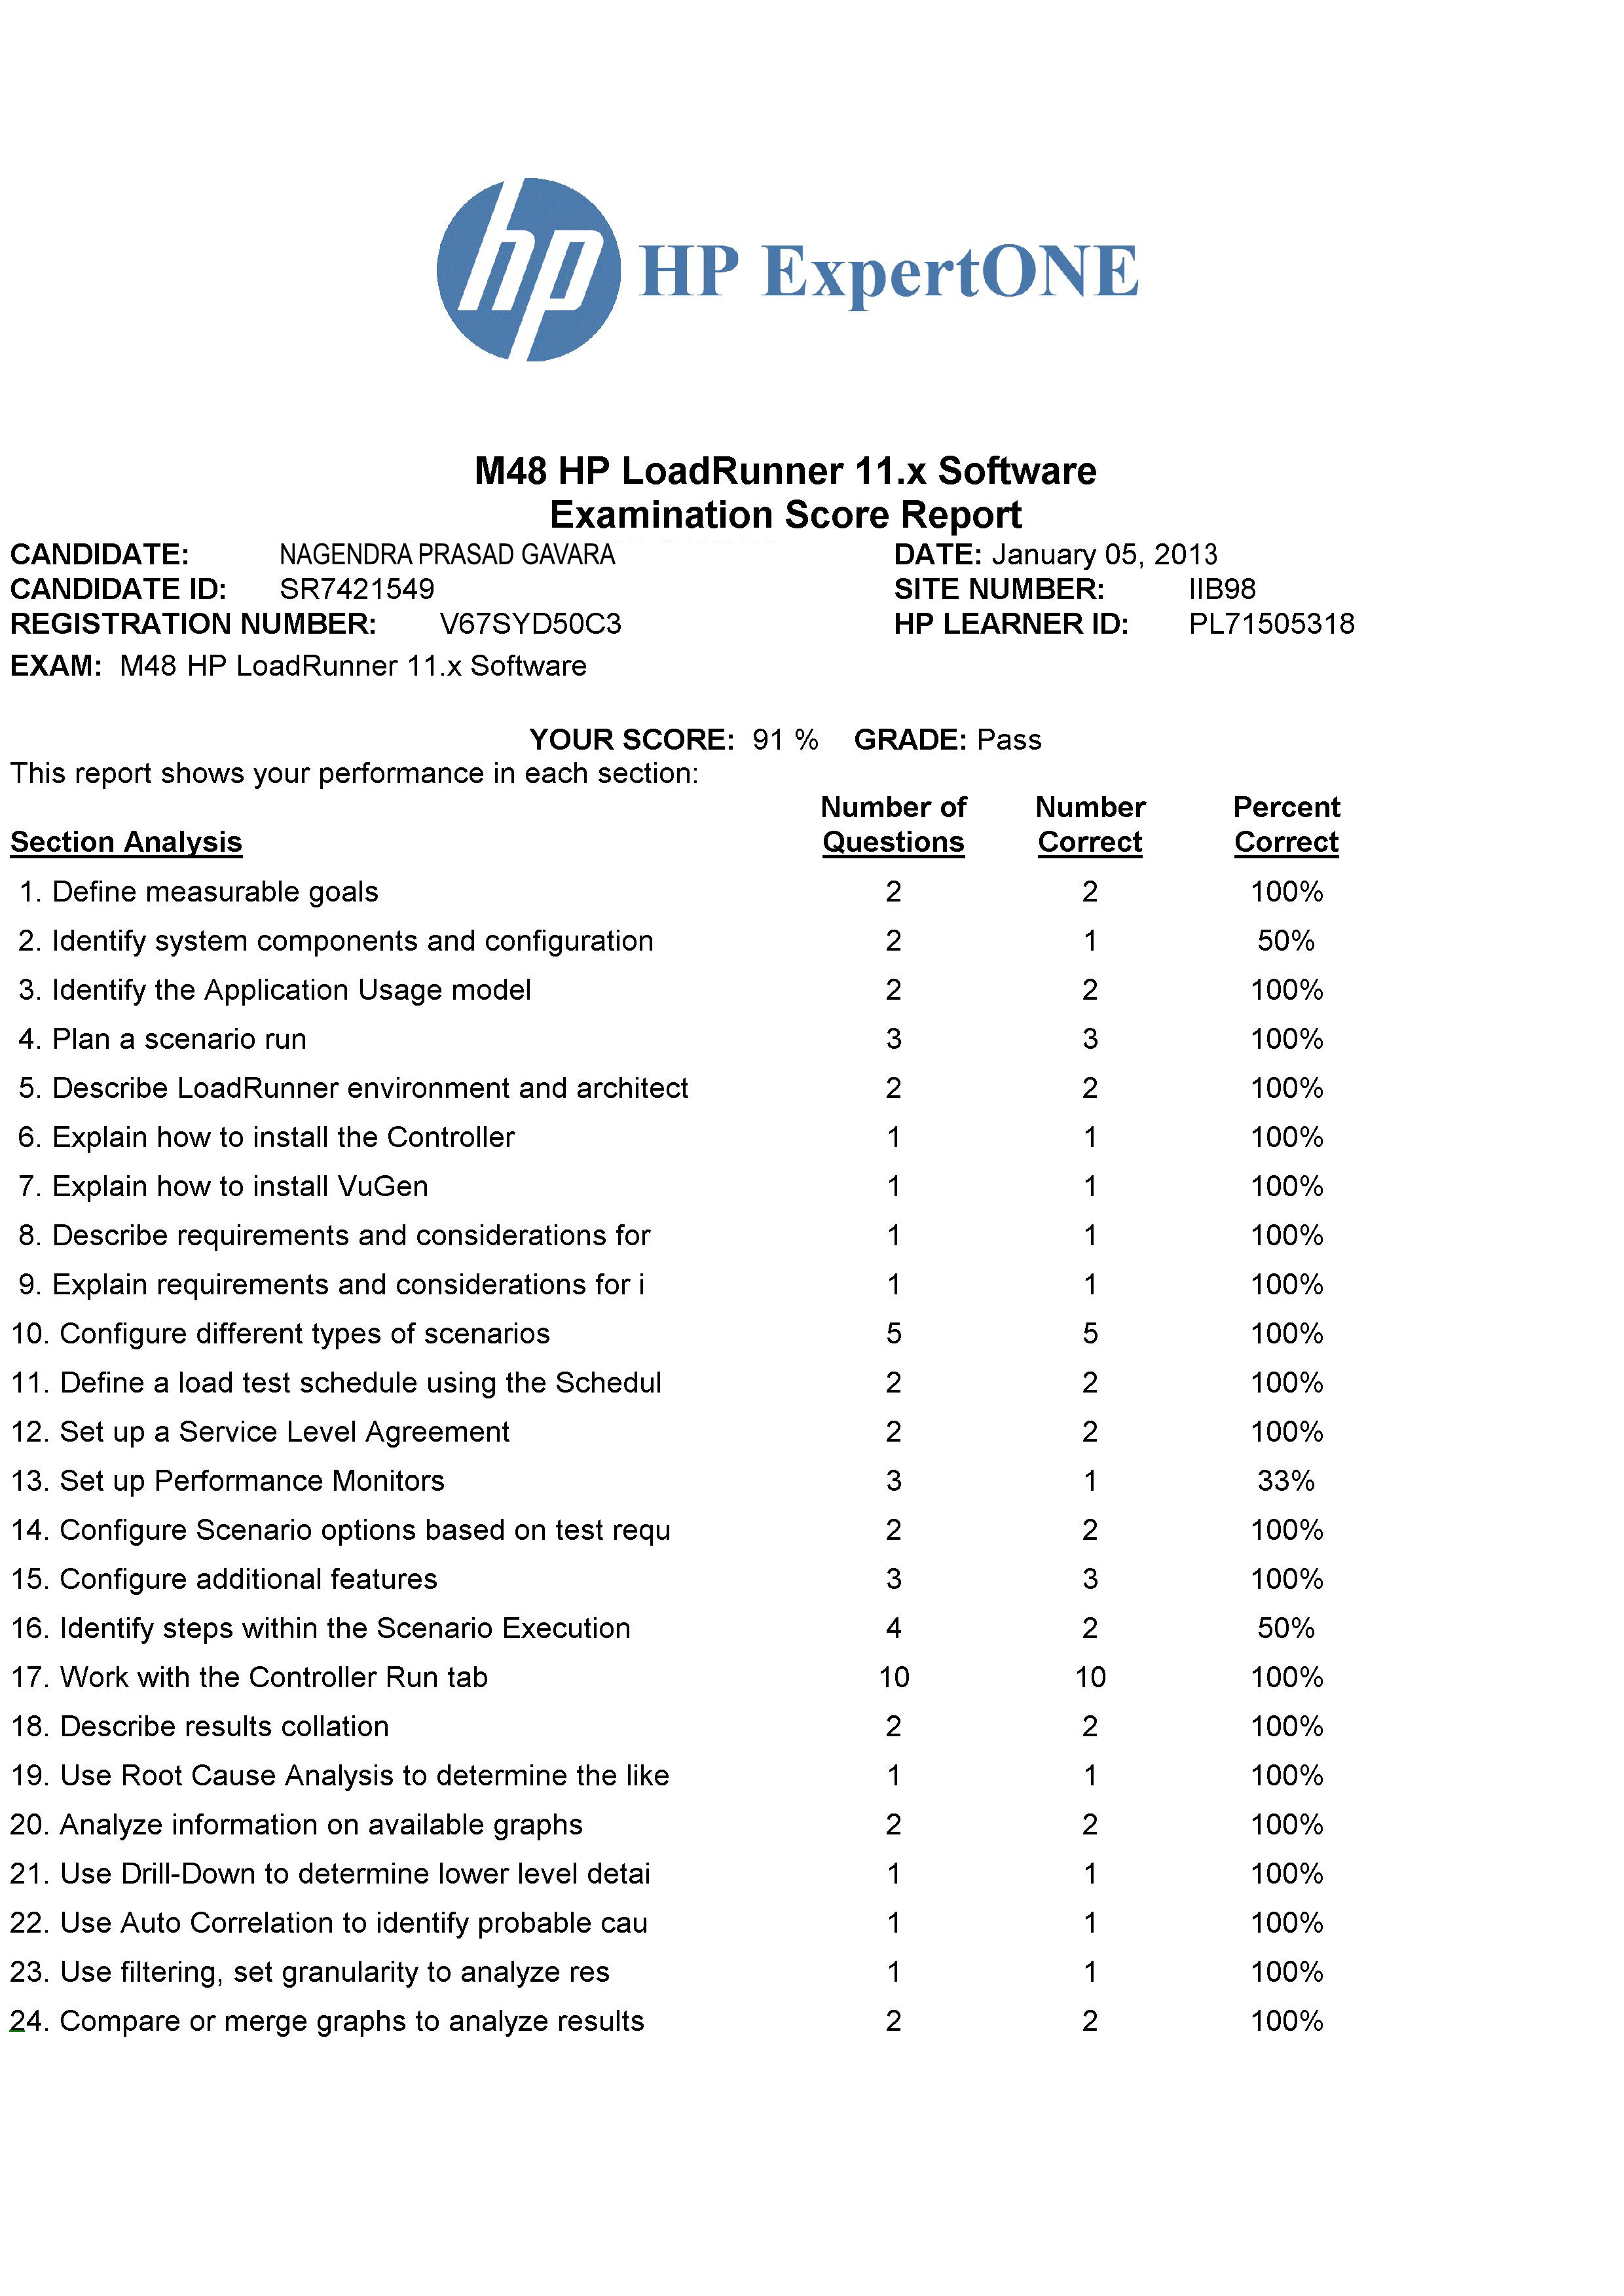 hp HP ExpertONE
M48 HP LoadRunner 11.x Software
Examination Score Report
CANDIDATE: NAGENDRA PRASAD GAVARA DATE: January 05, 2013
CANDIDATE ID: SR7421549 SITE NUMBER: IIB98
REGISTRATION NUMBER: V67SYD50C3 HP LEARNER ID: PL71505318
EXAM: M48 HP LoadRunner 11.x Software
YOUR SCORE: 91 % GRADE: Pass
This report shows your performance in each section:
Number of Number Percent
Section Analysis Questions Correct Correct
1. Define measurable goals 2 2 100%
2. Identify system components and configuration 2 1 50%
3. Identify the Application Usage model 2 2 100%
4. Plan a scenario run 3 3 100%
5. Describe LoadRunner environment and architect 2 2 100%
6. Explain how to install the Controller 1 1 100%
7. Explain how to install VuGen 1 1 100%
8. Describe requirements and considerations for 1 1 100%
9. Explain requirements and considerations for i 1 1 100%
10. Configure different types of scenarios 5 5 100%
11. Define a load test schedule using the Schedul 2 2 100%
12. Set up a Service Level Agreement 2 2 100%
13. Set up Performance Monitors 3 1 33%
14. Configure Scenario options based on test requ 2 2 100%
15. Configure additional features 3 3 100%
16. Identify steps within the Scenario Execution 4 2 50%
17. Work with the Controller Run tab 10 10 100%
18. Describe results collation 2 2 100%
19. Use Root Cause Analysis to determine the like 1 1 100%
20. Analyze information on available graphs 2 2 100%
21. Use Drill-Down to determine lower level detai 1 1 100%
22. Use Auto Correlation to identify probable cau 1 1 100%
23. Use filtering, set granularity to analyze res 1 1 100%
24. Compare or merge graphs to analyze results 2 2 100%